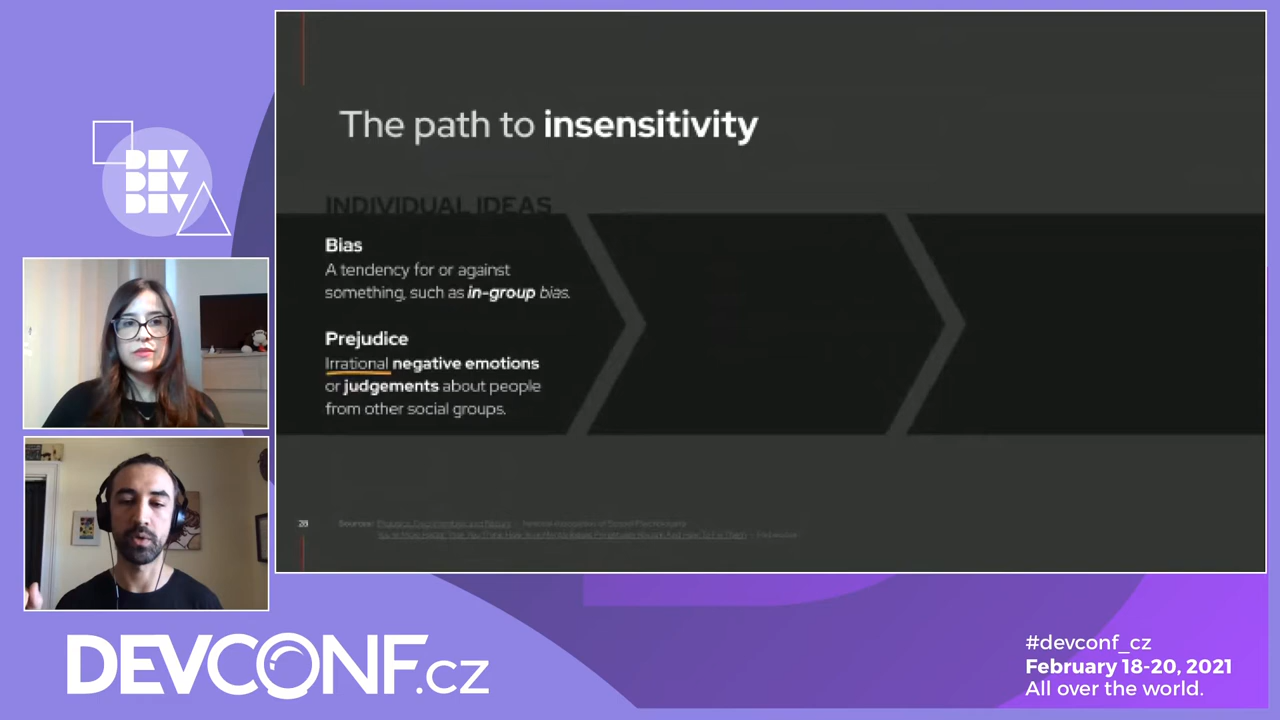 DEV
DEV
DEV
The path to insensitivity
INDIVIDUAL IDEAS
Bias
A tendency for or against
something, such as in-group bias.
Prejudice
Irrational negative emotions
or judgements about people
from other social groups.
28
Sources:
DEVCONF.cz
#devconf_cz
February 18-20, 2021
All over the world.